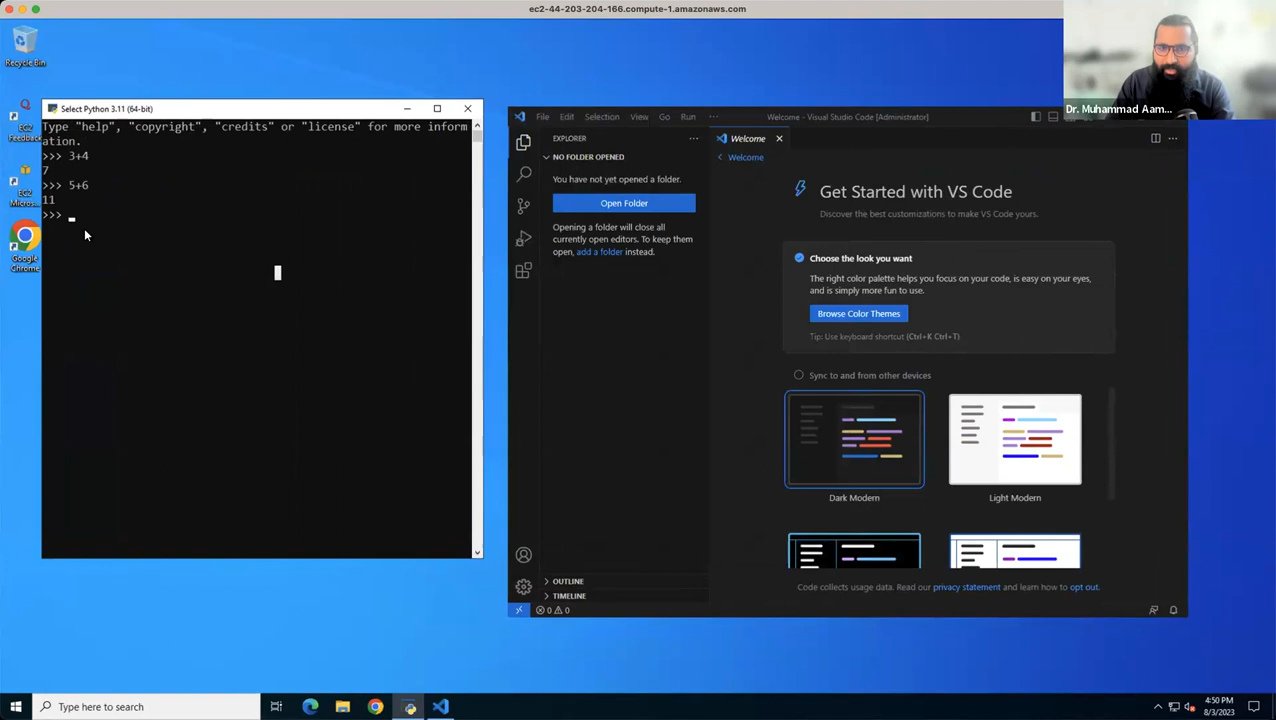 ec2-44-203-204-166.compute-1.amazonaws.com
Recycle Bin
EC2
Feedback
EC2
Micros...
Google
Chrome
Select Python 3.11 (64-bit)
Type "help", "copyright", "credits" or "license" for more inform
ation.
>>> 3+4
7
>>> 5+6
11
>>>
File Edit Selection View Go Run ...
Welcome - Visual Studio Code [Administrator]
EXPLORER
NO FOLDER OPENED
You have not yet opened a folder.
Open Folder
Opening a folder will close all
currently open editors. To keep them
open, add a folder instead.
OUTLINE
TIMELINE
Welcome
Welcome
Get Started with VS Code
Discover the best customizations to make VS Code yours.
Choose the look you want
The right color palette helps you focus on your code, is easy on your eyes,
and is simply more fun to use.
Browse Color Themes
Tip: Use keyboard shortcut (Ctrl+K Ctrl+T)
Sync to and from other devices
Dark Modern
Light Modern
Code collects usage data. Read our privacy statement and learn how to opt out.
0 0
Dr. Muhammad Aam...
Type here to search
4:50 PM
8/3/2023